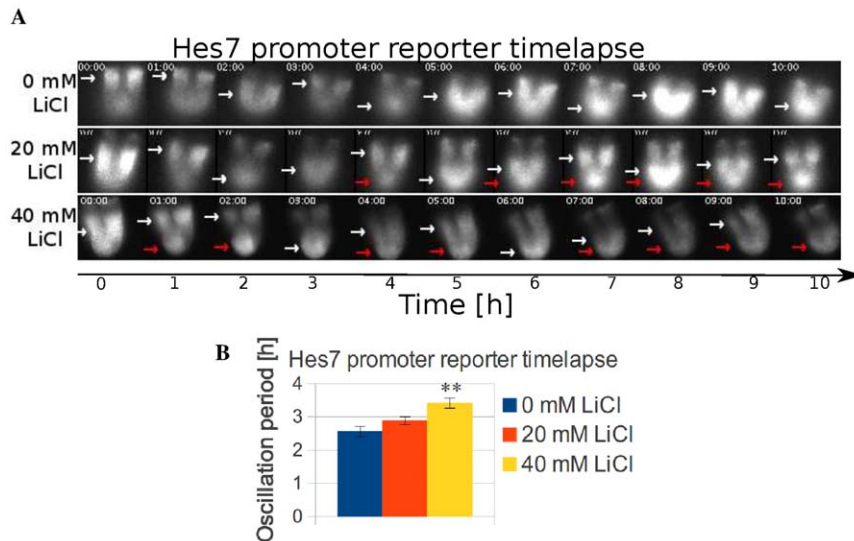 A
Hes7 promoter reporter timelapse
0 mM
LiCl
00:00 01:00 02:00 03:00 04:00 05:00 06:00 07:00 08:00 09:00 10:00
20 mM
LiCl
40 mM
LiCl
00:00 01:00 02:00 03:00 04:00 05:00 06:00 07:00 08:00 09:00 10:00
0 1 2 3 4 5 6 7 8 9 10
Time [h]
B
Hes7 promoter reporter timelapse
Oscillation period [h]
4
3
2
1
0
**
0 mM LiCl
20 mM LiCl
40 mM LiCl